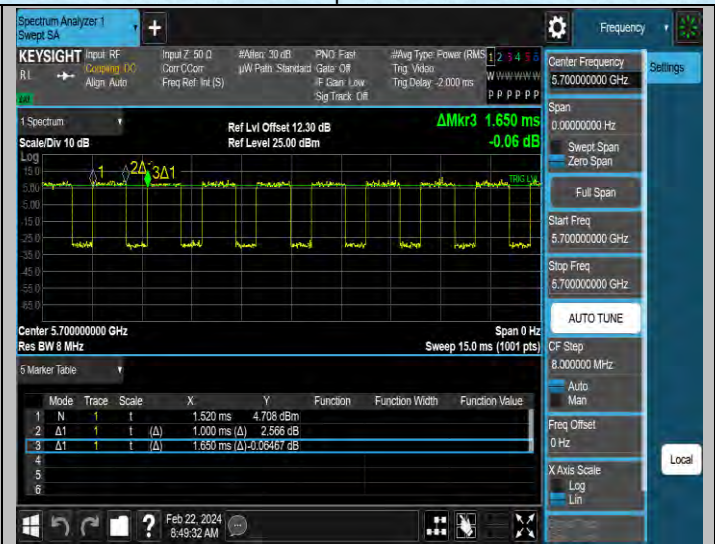 Spectrum Analyzer 1
Swept SA
+
Frequency
KEYSIGHT Input: RF Input Z: 50 Ω #Atten: 30 dB PNO: Fast #Avg Type: Power (RMS 1 2 3 4 5 6
RL Coupling: DC Corr CCorr µW Path: Standard Gate: Off Trig: Video W W W W W W
Align: Auto Freq Ref: Int (S) IF Gain: Low Trig Delay: -2.000 ms P P P P P P
Sig Track: Off
1 Spectrum
Ref Lvl Offset 12.30 dB ΔMkr3 1.650 ms
Scale/Div 10 dB Ref Level 25.00 dBm -0.06 dB
Log
15.0
5.00
-5.00
-15.0
-25.0
-35.0
-45.0
-55.0
-65.0
1 2Δ 3Δ1
TRIG LVL
Center 5.700000000 GHz Span 0 Hz
Res BW 8 MHz Sweep 15.0 ms (1001 pts)
5 Marker Table
Mode Trace Scale X Y Function Function Width Function Value
1 N 1 t 1.520 ms 4.708 dBm
2 Δ1 1 t (Δ) 1.000 ms (Δ) 2.566 dB
3 Δ1 1 t (Δ) 1.650 ms (Δ) -0.06467 dB
4
5
6
Feb 22, 2024
8:49:32 AM
?
Center Frequency
5.700000000 GHz
Span
0.00000000 Hz
Swept Span
Zero Span
Full Span
Start Freq
5.700000000 GHz
Stop Freq
5.700000000 GHz
AUTO TUNE
CF Step
8.000000 MHz
Auto
Man
Freq Offset
0 Hz
X Axis Scale
Log
Lin
Settings
Local